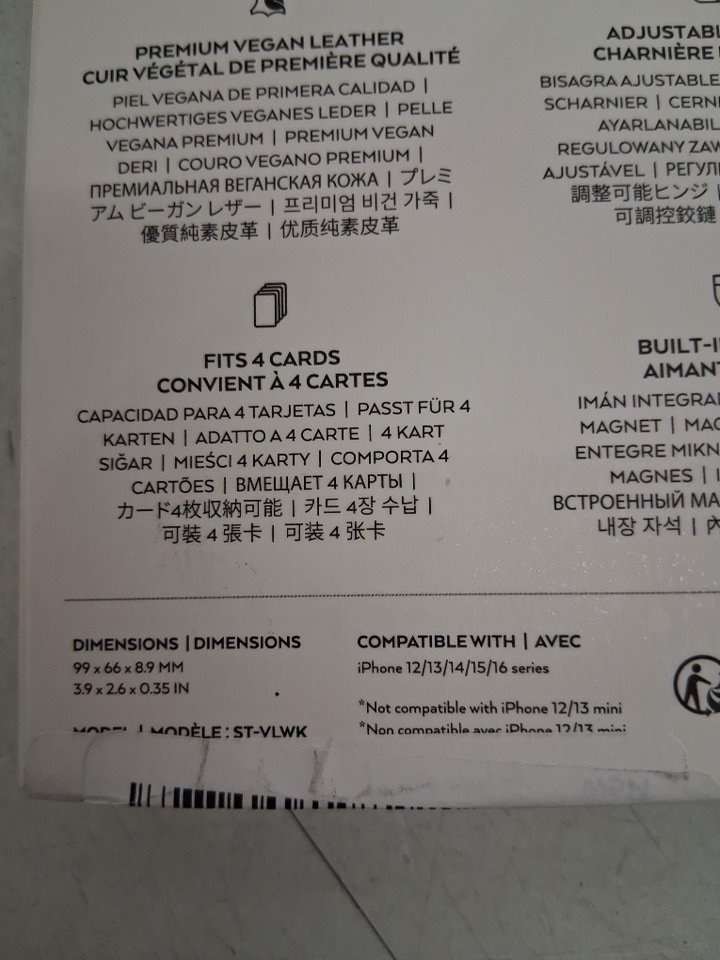 PREMIUM VEGAN LEATHER
CUIR VÉGÉTAL DE PREMIÈRE QUALITÉ
PIEL VEGANA DE PRIMERA CALIDAD |
HOCHWERTIGES VEGANES LEDER | PELLE
VEGANA PREMIUM | PREMIUM VEGAN
DERI | COURO VEGANO PREMIUM |
ПРЕМИАЛЬНАЯ ВЕГАНСКАЯ КОЖА | プレミ
アム ビーガン レザー | 프리미엄 비건 가죽 |
優質純素皮革 | 优质纯素皮革
ADJUSTABL
CHARNIÈRE
BISAGRA AJUSTABLE
SCHARNIER | CERN
AYARLANABIL
REGULOWANY ZAW
AJUSTÁVEL | РЕГУЛ
調整可能ヒンジ |
可調控鉸鏈
FITS 4 CARDS
CONVIENT À 4 CARTES
CAPACIDAD PARA 4 TARJETAS | PASST FÜR 4
KARTEN | ADATTO A 4 CARTE | 4 KART
SIĞAR | MIEŚCI 4 KARTY | COMPORTA 4
CARTÕES | ВМЕЩАЕТ 4 КАРТЫ |
カード4枚収納可能 | 카드 4장 수납 |
可裝 4 張卡 | 可装 4 张卡
BUILT-I
AIMANT
IMÁN INTEGRA
MAGNET | MAG
ENTEGRE MIKN
MAGNES |
ВСТРОЕННЫЙ МА
내장 자석 | 內
DIMENSIONS | DIMENSIONS
99 x 66 x 8.9 MM
3.9 x 2.6 x 0.35 IN
MODEL | MODÈLE : ST-VLWK
COMPATIBLE WITH | AVEC
iPhone 12/13/14/15/16 series
*Not compatible with iPhone 12/13 mini
*Non compatible avec iPhone 12/13 mini